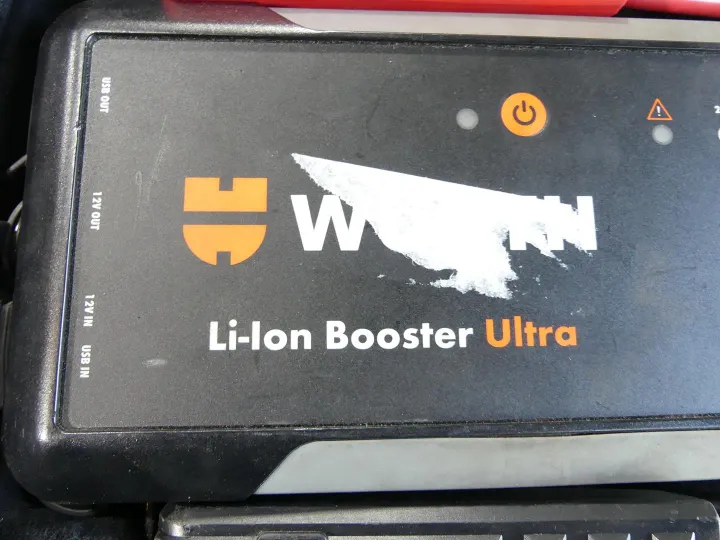 USB OUT
12V OUT
12V IN
USB IN
Li-Ion Booster Ultra